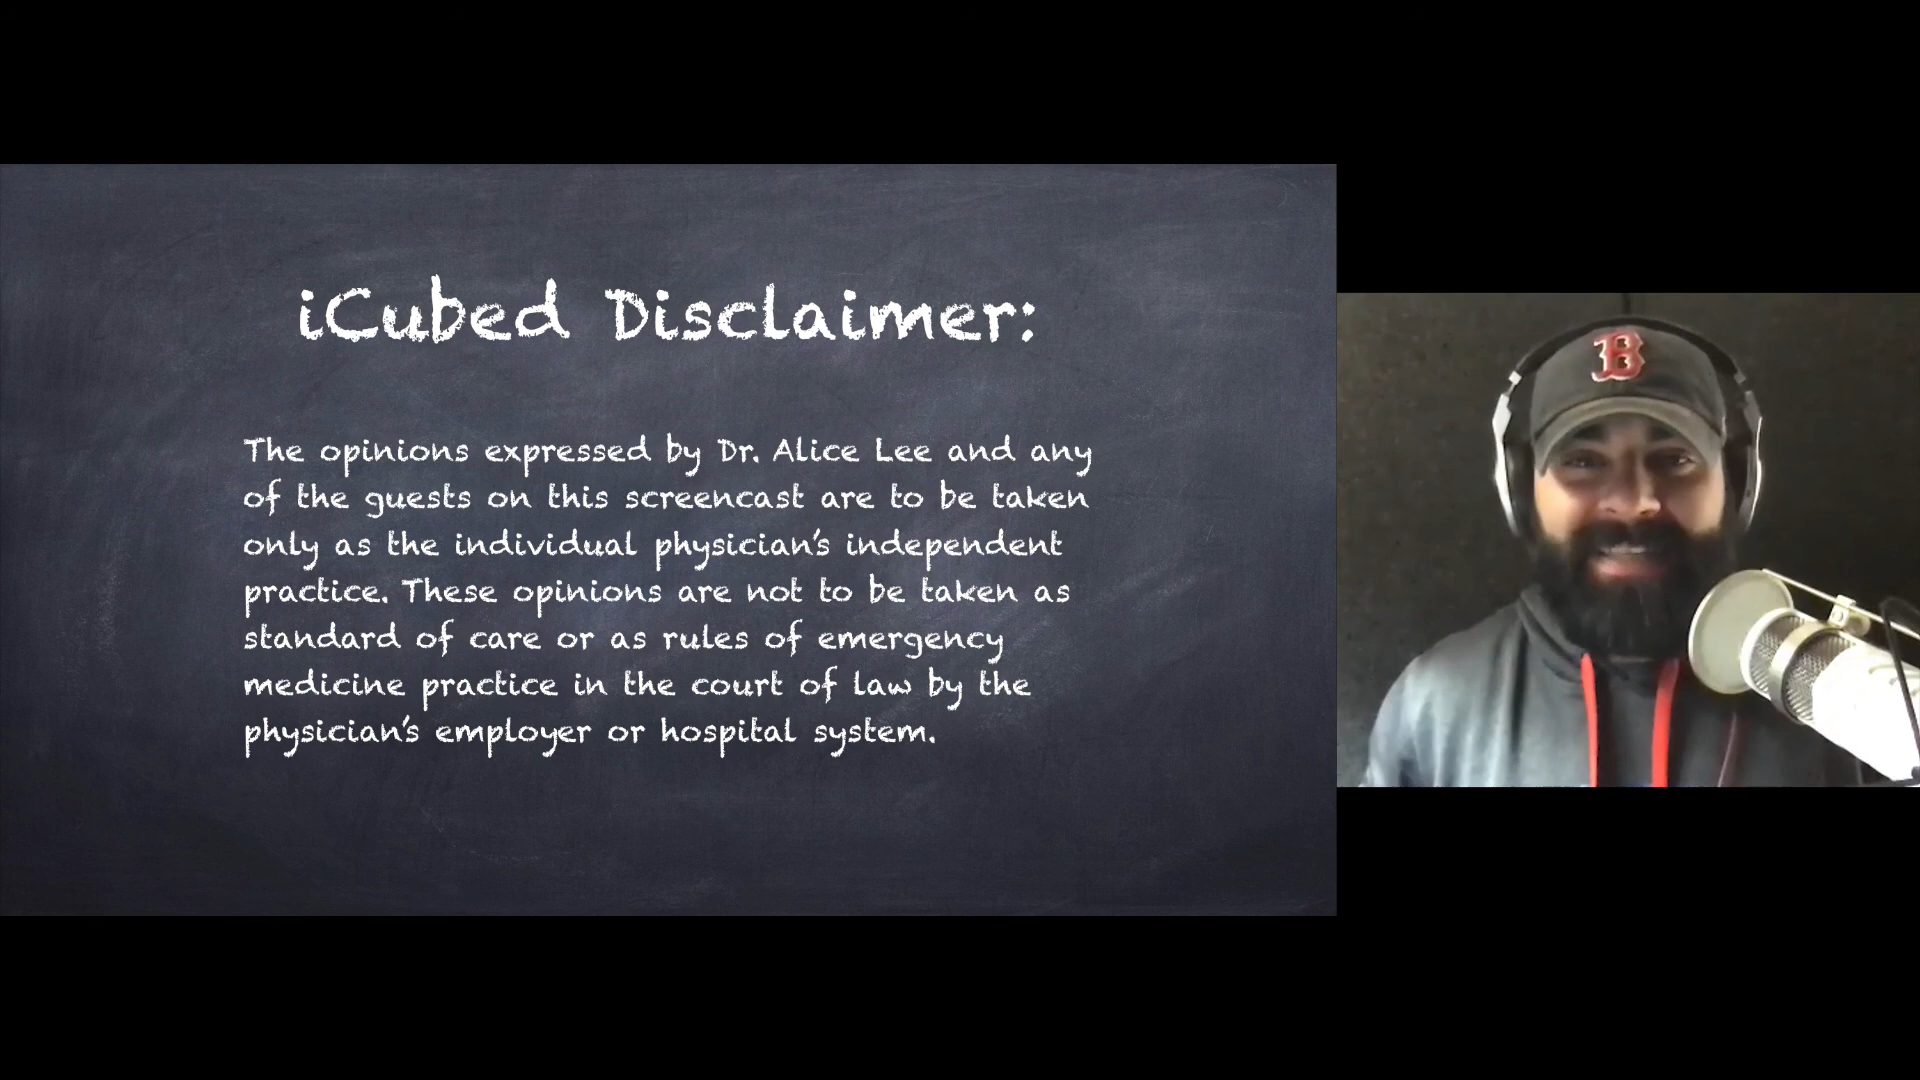 iCubed Disclaimer:
The opinions expressed by Dr. Alice Lee and any
of the guests on this screencast are to be taken
only as the individual physician's independent
practice. These opinions are not to be taken as
standard of care or as rules of emergency
medicine practice in the court of law by the
physician's employer or hospital system.
B